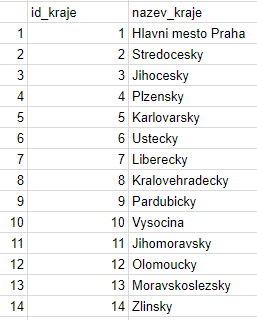 id_kraje nazev_kraje
1 1 Hlavni mesto Praha
2 2 Stredocesky
3 3 Jihocesky
4 4 Plzensky
5 5 Karlovarsky
6 6 Ustecky
7 7 Liberecky
8 8 Kralovehradecky
9 9 Pardubicky
10 10 Vysocina
11 11 Jihomoravsky
12 12 Olomoucky
13 13 Moravskoslezsky
14 14 Zlinsky